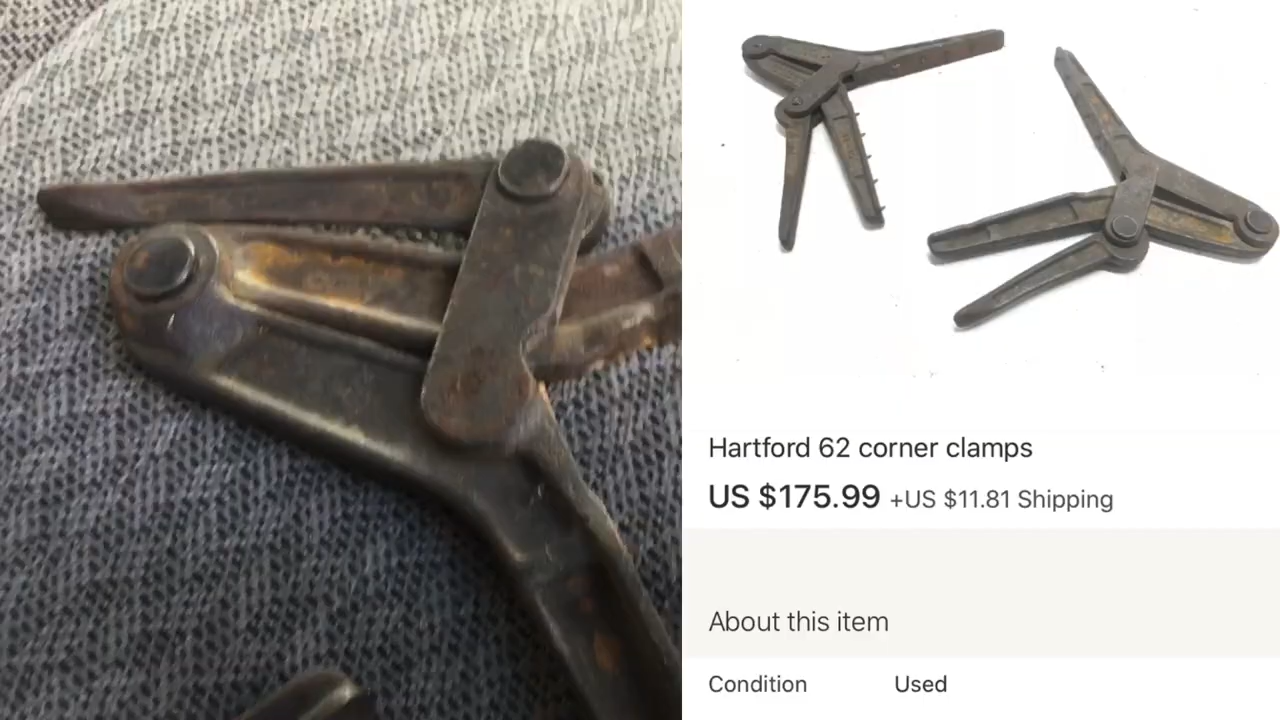 Hartford 62 corner clamps
US $175.99 +US $11.81 Shipping
About this item
Condition Used